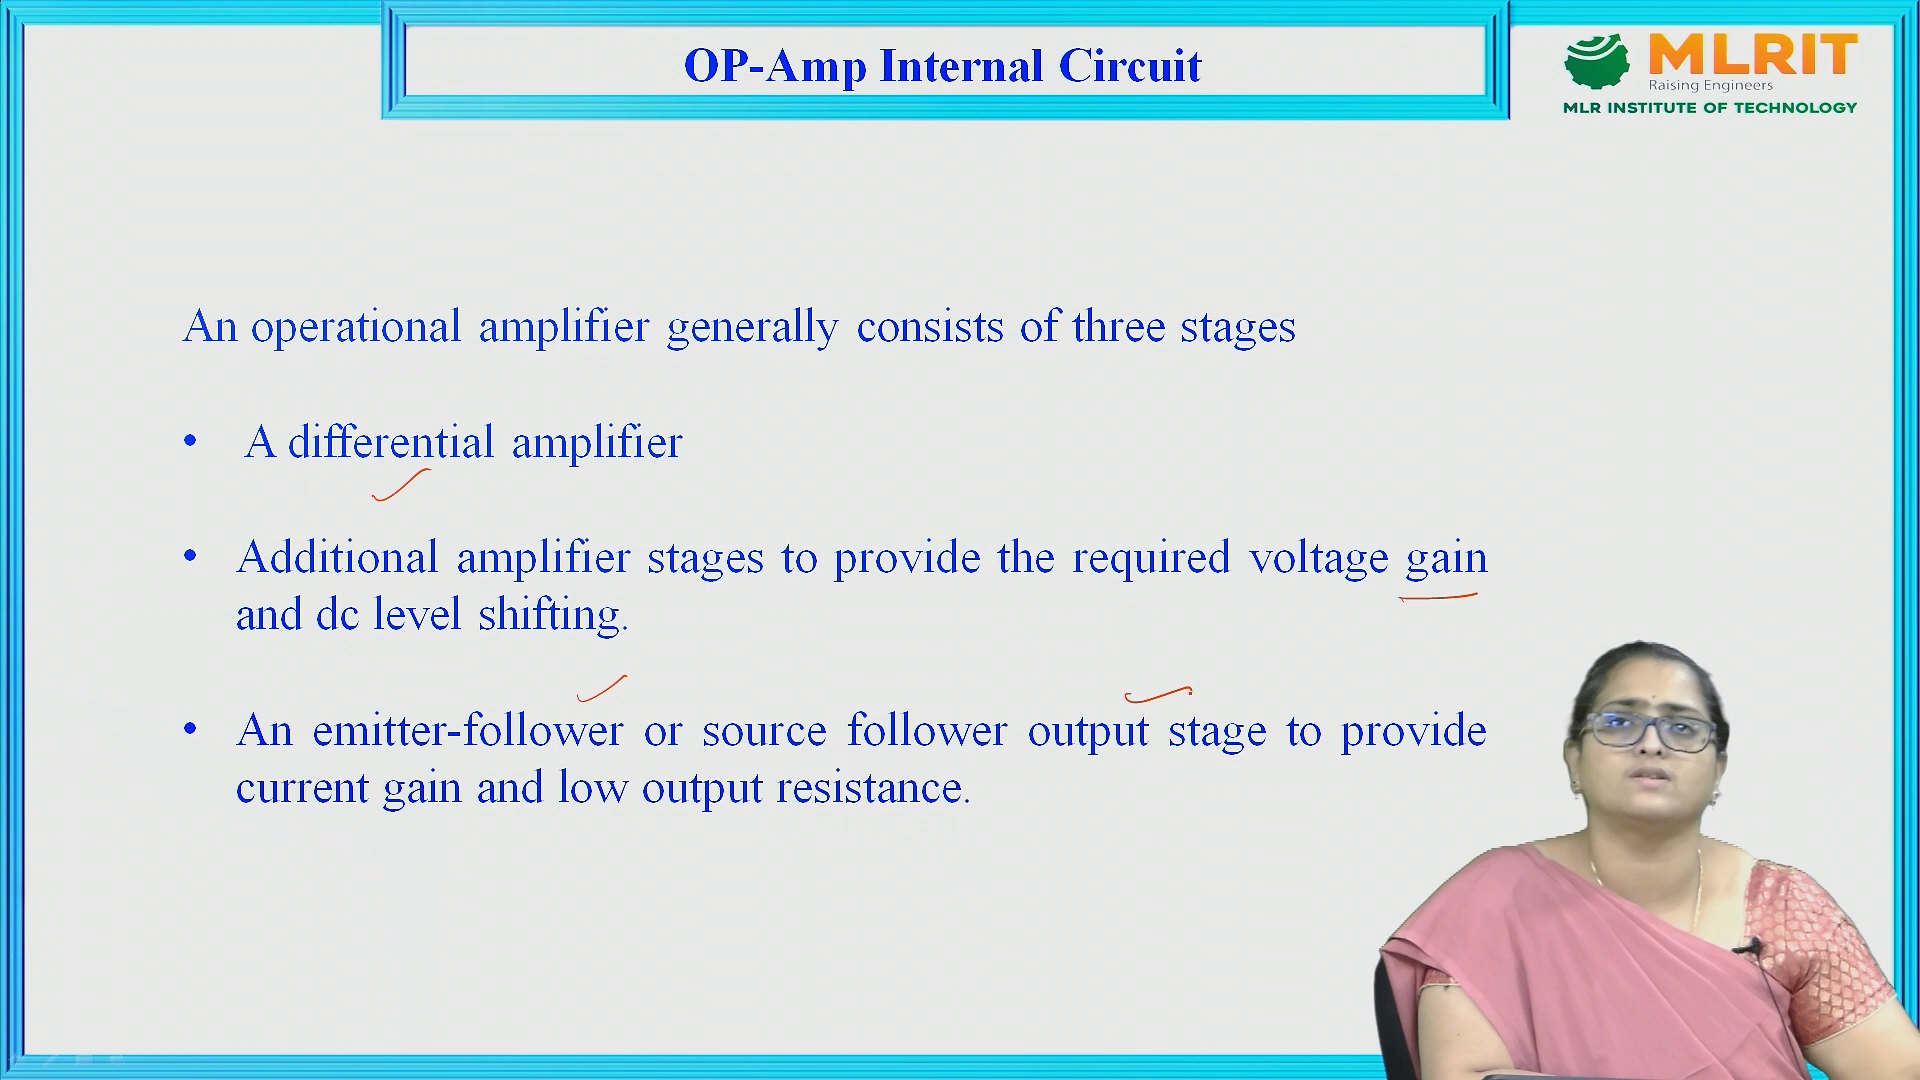 OP-Amp Internal Circuit
MLRIT
Raising Engineers
MLR INSTITUTE OF TECHNOLOGY
An operational amplifier generally consists of three stages
• A differential amplifier
• Additional amplifier stages to provide the required voltage gain
and dc level shifting.
• An emitter-follower or source follower output stage to provide
current gain and low output resistance.